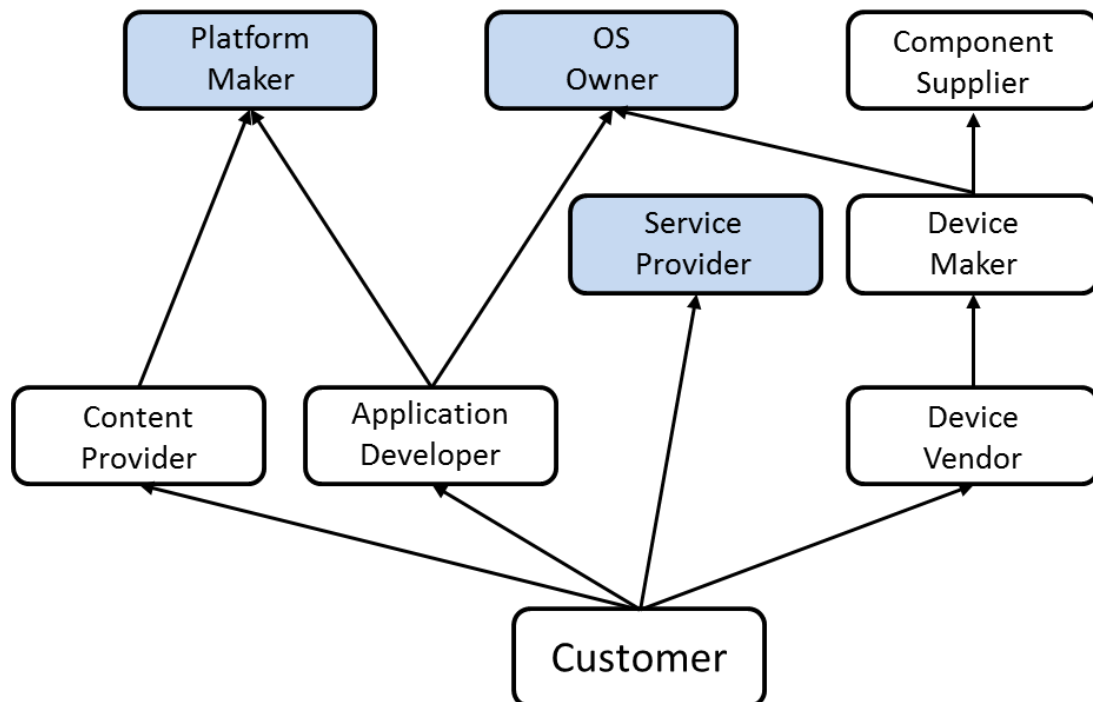 Platform
Maker
OS
Owner
Component
Supplier
Service
Provider
Device
Maker
Content
Provider
Application
Developer
Device
Vendor
Customer